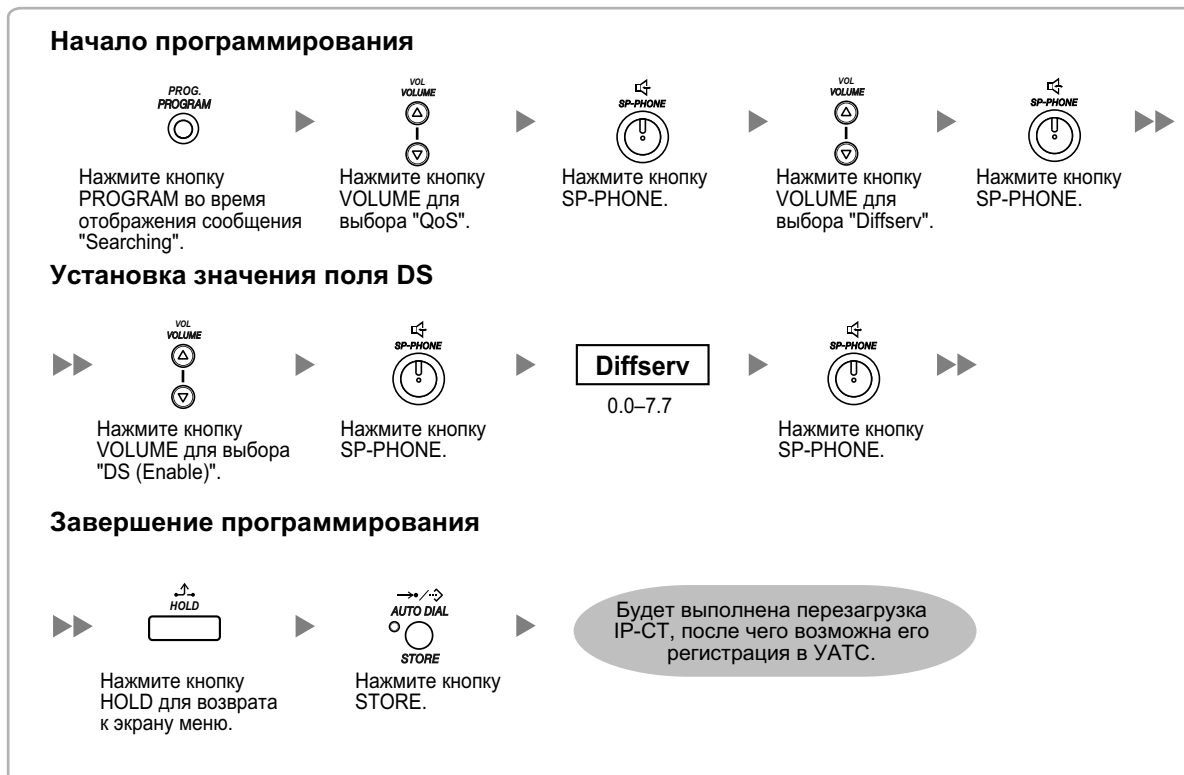 Начало программирования
PROG.
PROGRAM
Нажмите кнопку
PROGRAM во время
отображения сообщения
"Searching".
VOL
VOLUME
Нажмите кнопку
VOLUME для
выбора "QoS".
SP-PHONE
Нажмите кнопку
SP-PHONE.
VOL
VOLUME
Нажмите кнопку
VOLUME для
выбора "Diffserv".
SP-PHONE
Нажмите кнопку
SP-PHONE.
Установка значения поля DS
VOL
VOLUME
Нажмите кнопку
VOLUME для выбора
"DS (Enable)".
SP-PHONE
Нажмите кнопку
SP-PHONE.
Diffserv
0.0–7.7
SP-PHONE
Нажмите кнопку
SP-PHONE.
Завершение программирования
HOLD
Нажмите кнопку
HOLD для возврата
к экрану меню.
AUTO DIAL
STORE
Нажмите кнопку
STORE.
Будет выполнена перезагрузка
IP-СТ, после чего возможна его
регистрация в УАТС.